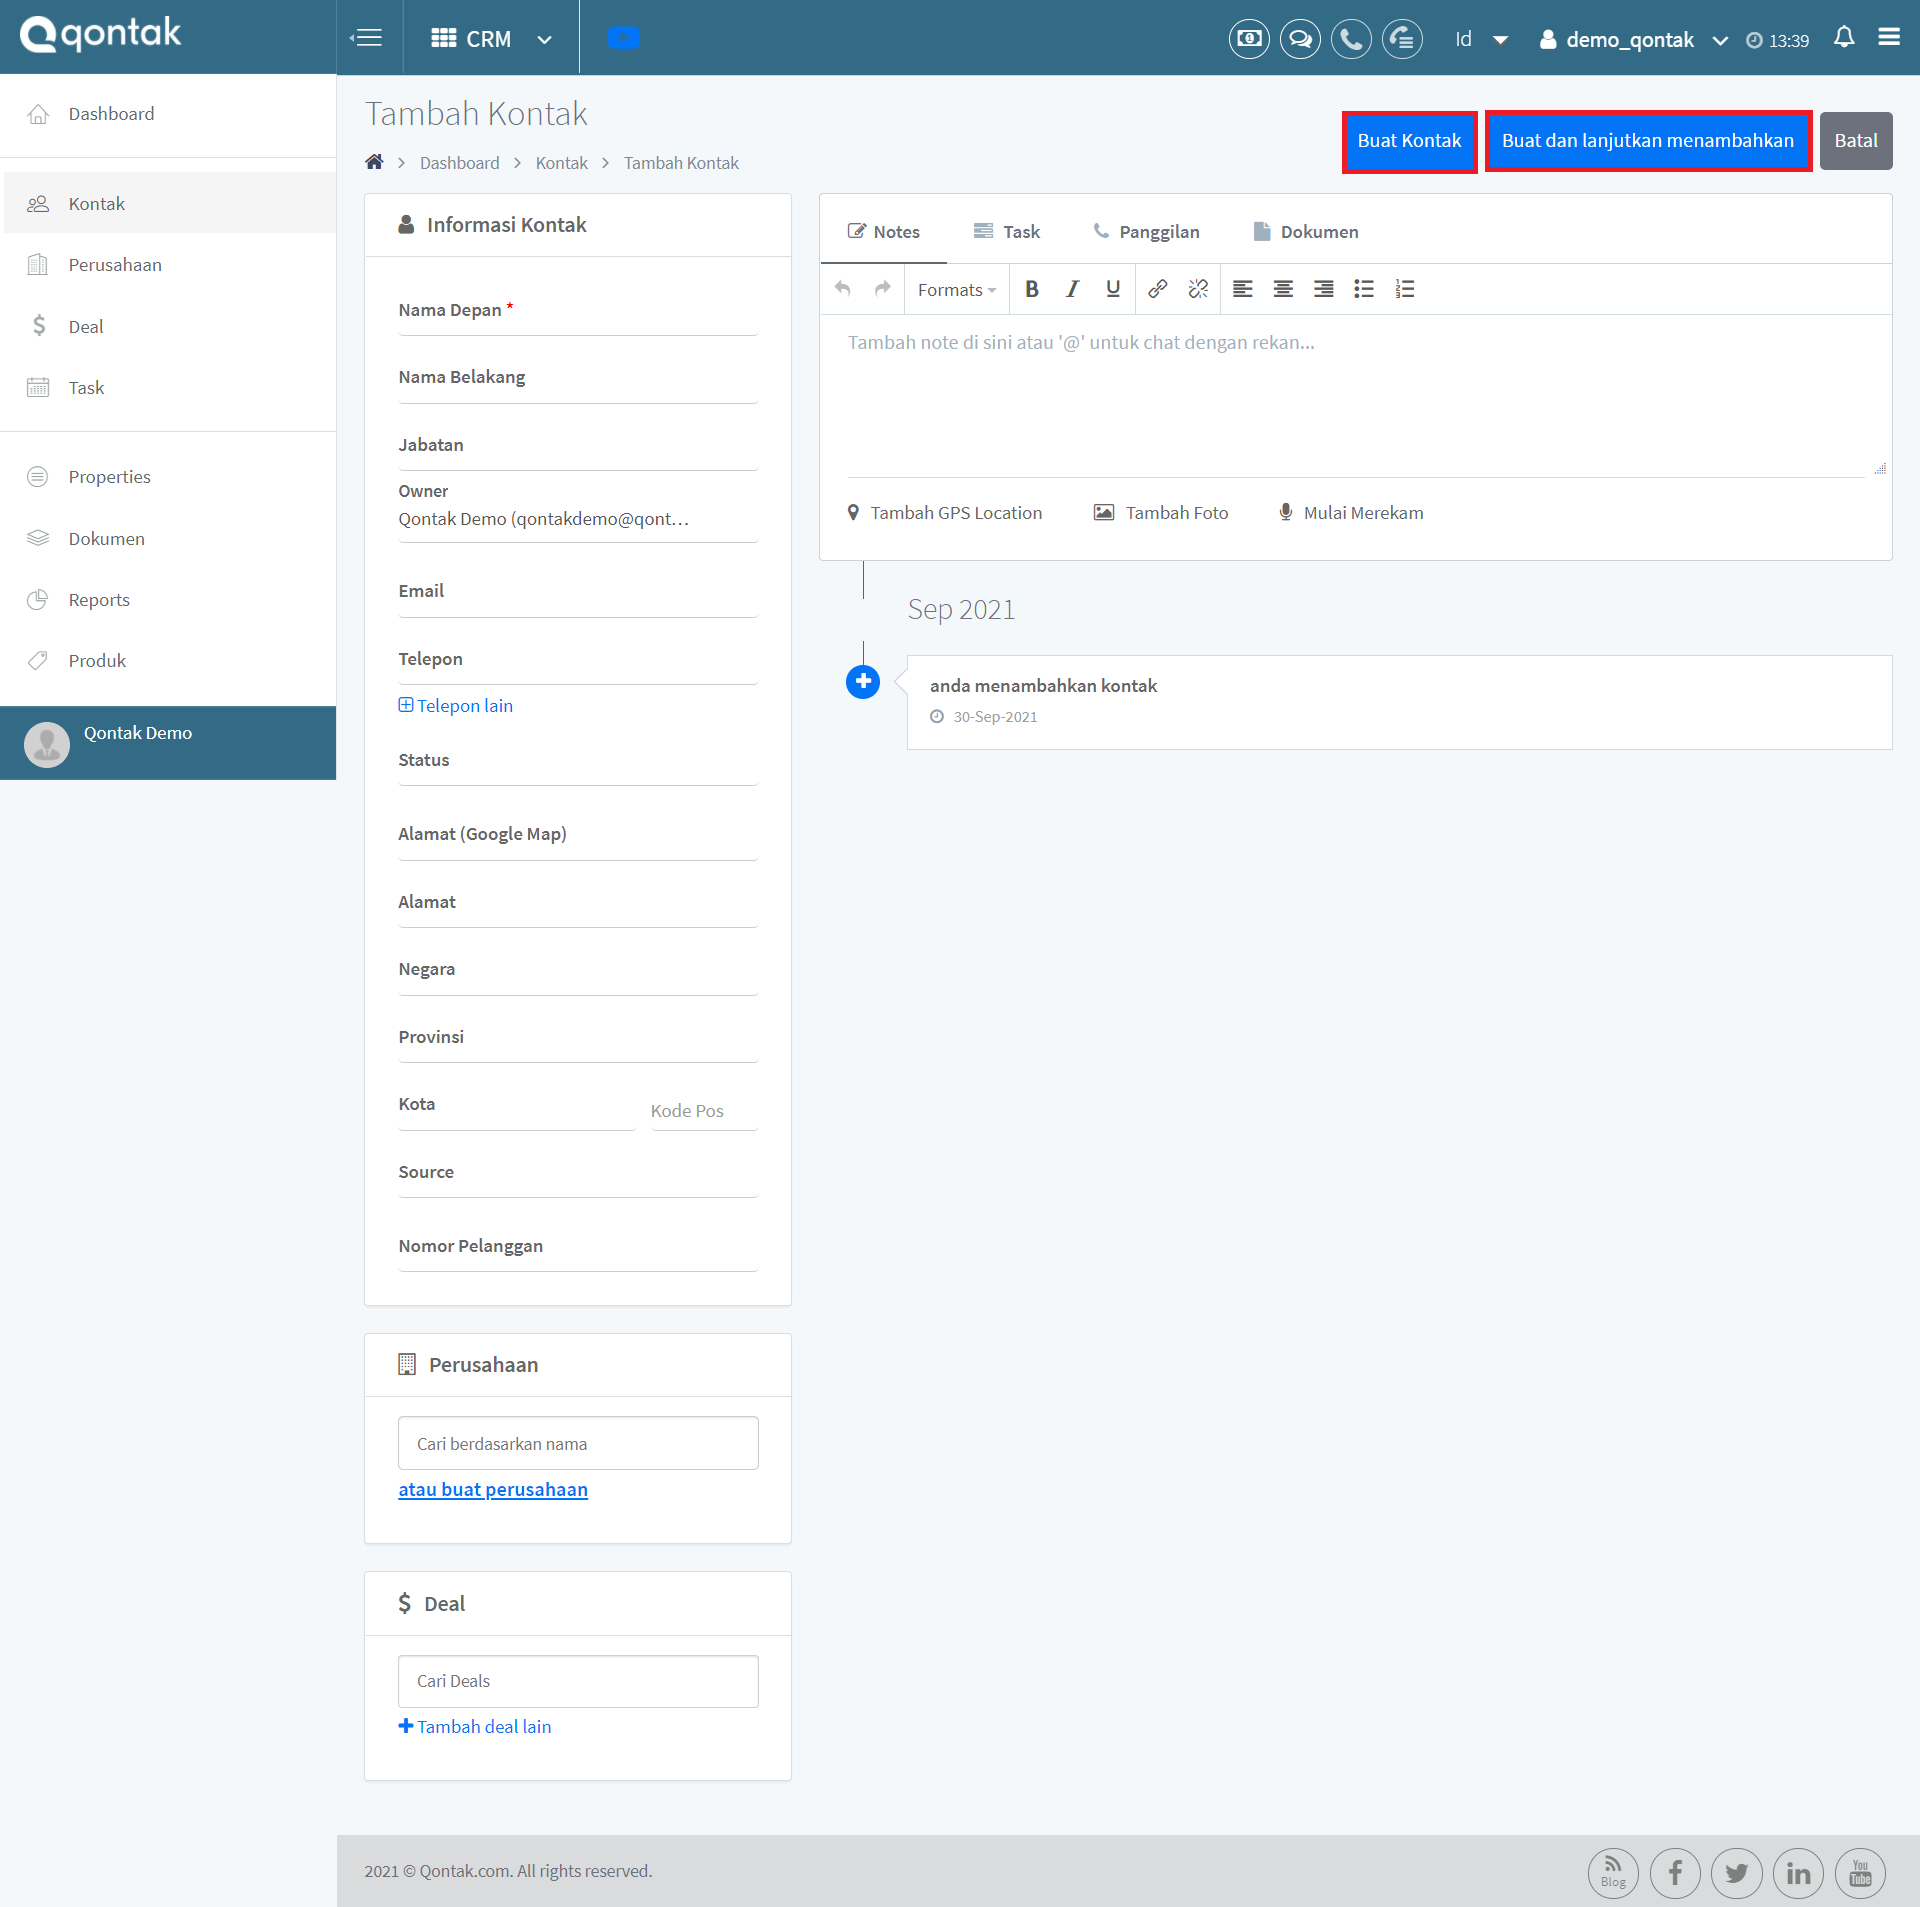 qontak
CRM
Id
demo_qontak
13:39
Dashboard
Kontak
Perusahaan
Deal
Task
Properties
Dokumen
Reports
Produk
Qontak Demo
Tambah Kontak
Dashboard > Kontak > Tambah Kontak
Buat Kontak
Buat dan lanjutkan menambahkan
Batal
Informasi Kontak
Nama Depan *
Nama Belakang
Jabatan
Owner
Qontak Demo (qontakdemo@qont...
Email
Telepon
Telepon lain
Status
Alamat (Google Map)
Alamat
Negara
Provinsi
Kota
Kode Pos
Source
Nomor Pelanggan
Perusahaan
Cari berdasarkan nama
atau buat perusahaan
Deal
Cari Deals
Tambah deal lain
Notes
Task
Panggilan
Dokumen
Formats
B I U
Tambah note di sini atau '@' untuk chat dengan rekan...
Tambah GPS Location
Tambah Foto
Mulai Merekam
Sep 2021
anda menambahkan kontak
30-Sep-2021
2021 © Qontak.com. All rights reserved.
Blog
You Tube